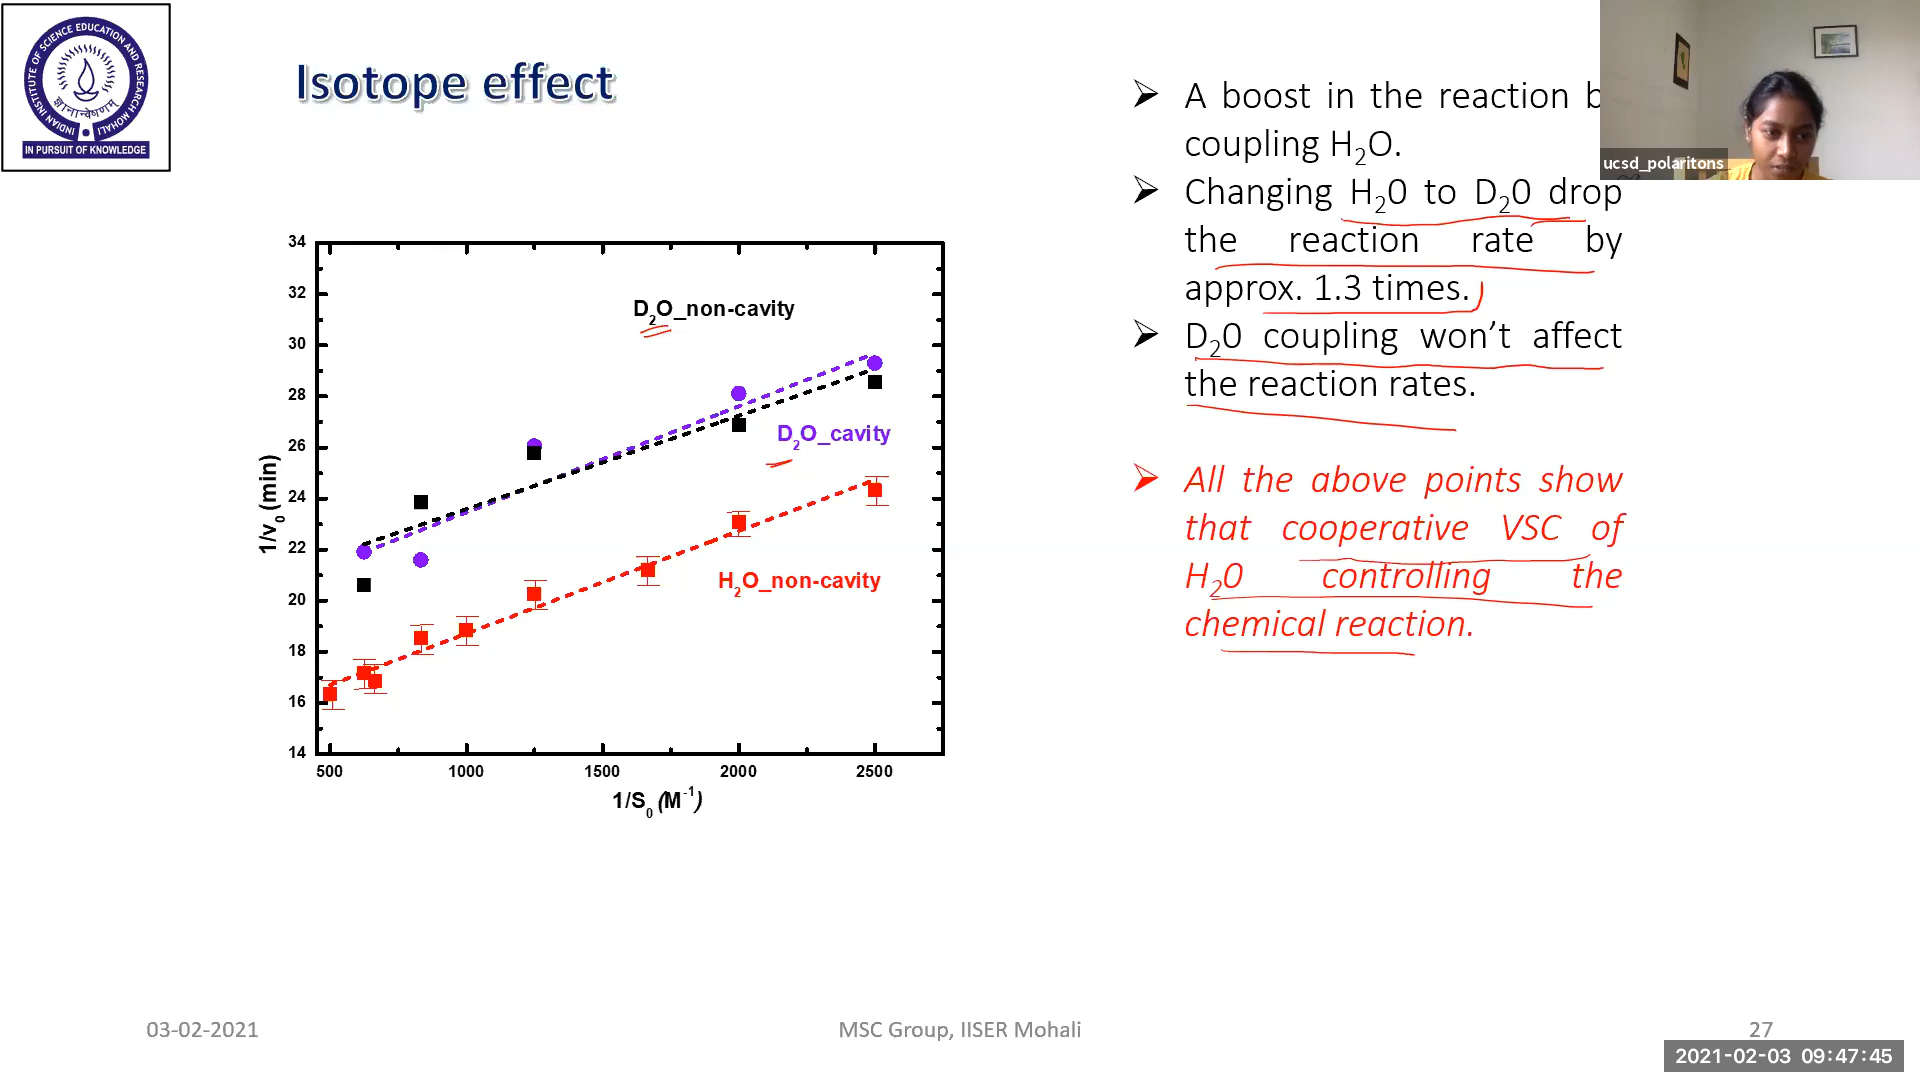 INDIAN INSTITUTE OF SCIENCE EDUCATION AND RESEARCH MOHALI
ज्ञानान्वेषणम्
IN PURSUIT OF KNOWLEDGE
Isotope effect
ucsd_polaritons
➢ A boost in the reaction b
coupling H₂O.
➢ Changing H₂0 to D₂0 drop
the reaction rate by
approx. 1.3 times.
➢ D₂0 coupling won’t affect
the reaction rates.
➢ All the above points show
that cooperative VSC of
H₂0 controlling the
chemical reaction.
34
32
30
28
26
24
22
20
18
16
14
1/v₀ (min)
D₂O_non-cavity
D₂O_cavity
H₂O_non-cavity
500 1000 1500 2000 2500
1/S₀ (M⁻¹)
03-02-2021 MSC Group, IISER Mohali 27
2021-02-03 09:47:45